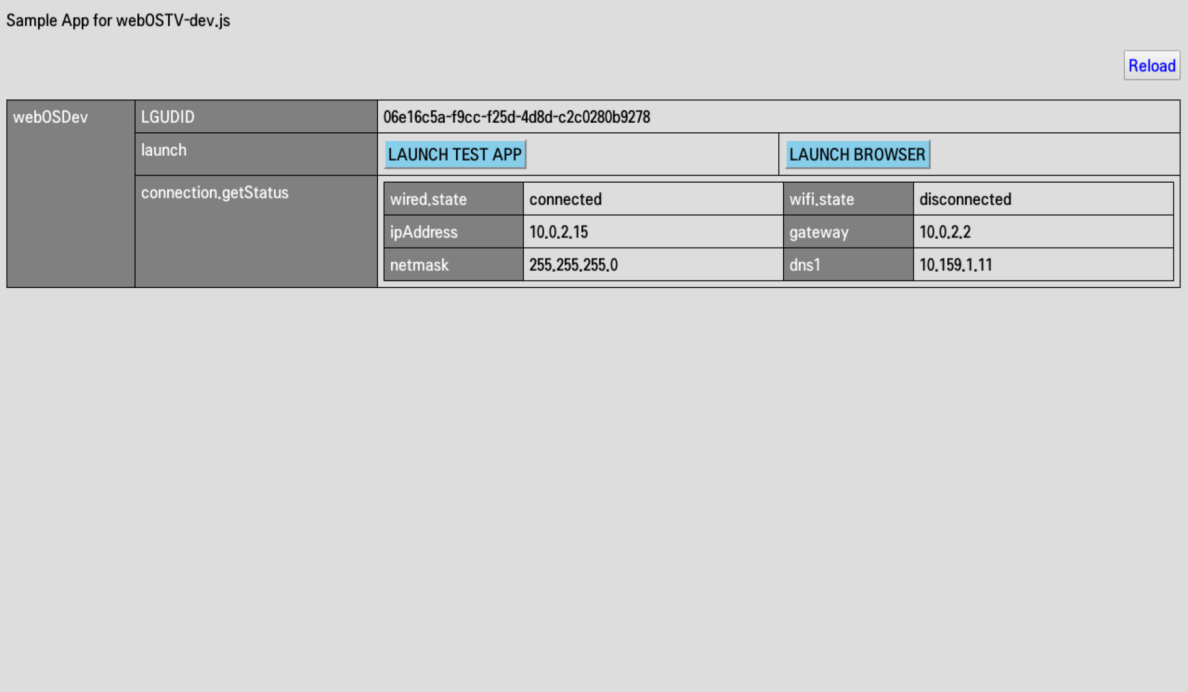 Sample App for webOSTV-dev.js
Reload
webOSDev LGUDID 06e16c5a-f9cc-f25d-4d8d-c2c0280b9278
launch LAUNCH TEST APP LAUNCH BROWSER
connection.getStatus wired.state connected wifi.state disconnected
ipAddress 10.0.2.15 gateway 10.0.2.2
netmask 255.255.255.0 dns1 10.159.1.11